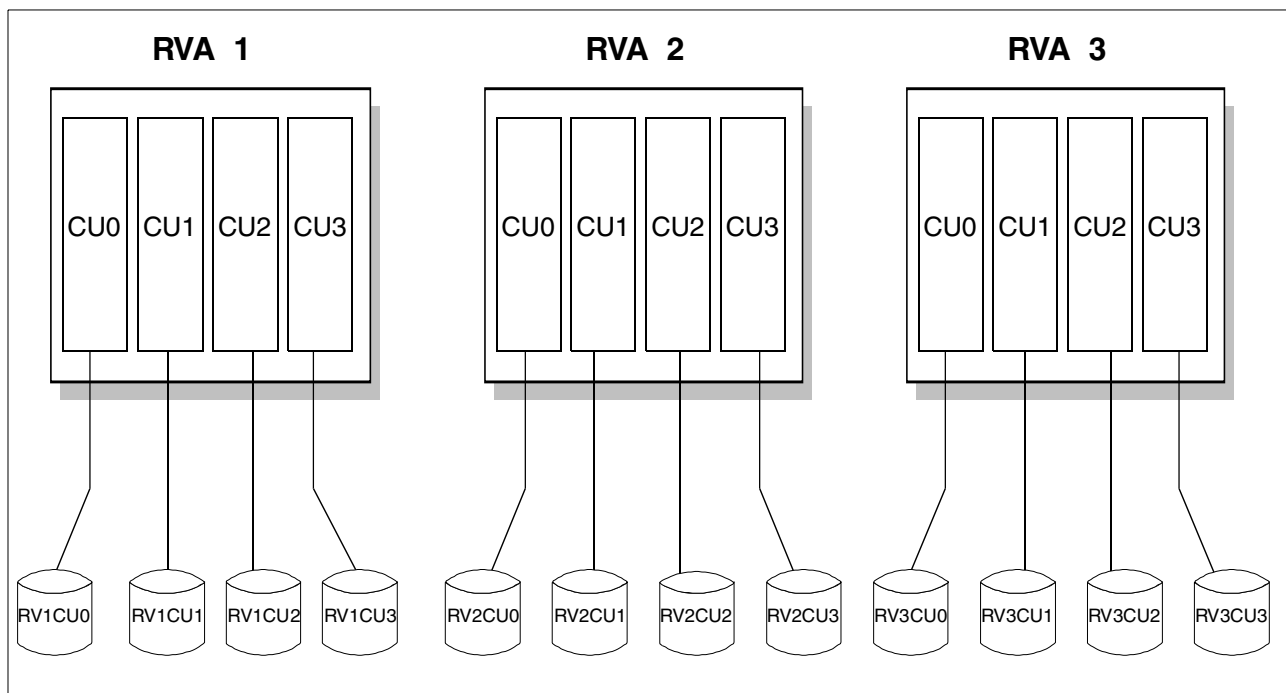 RVA 1
RVA 2
RVA 3
CU0 CU1 CU2 CU3
CU0 CU1 CU2 CU3
CU0 CU1 CU2 CU3
RV1CU0 RV1CU1 RV1CU2 RV1CU3
RV2CU0 RV2CU1 RV2CU2 RV2CU3
RV3CU0 RV3CU1 RV3CU2 RV3CU3